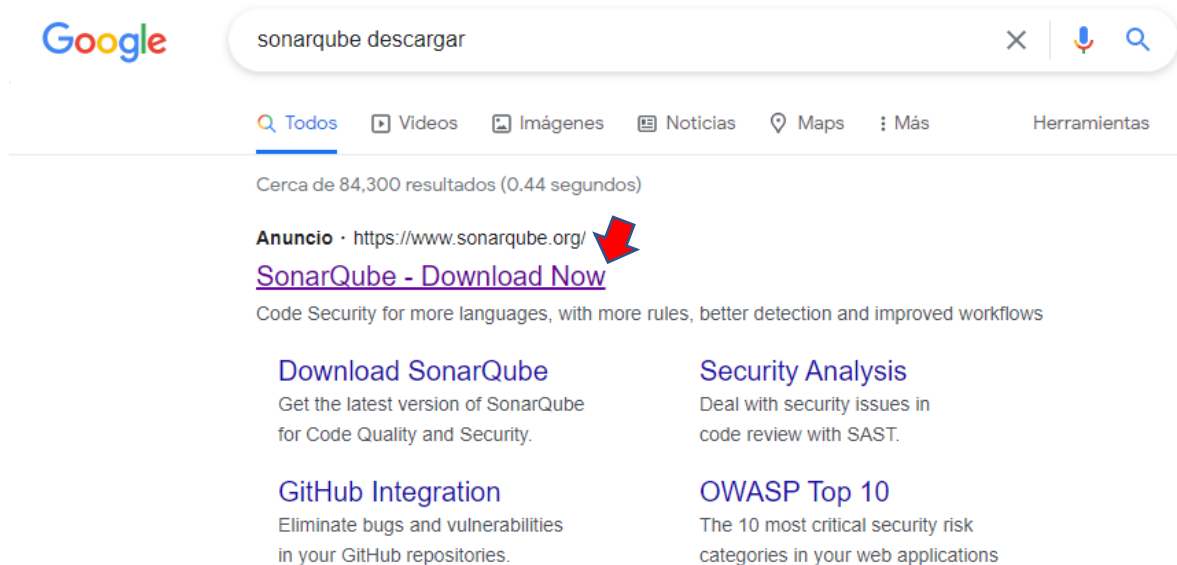 Google
sonarqube descargar
Todos Videos Imágenes Noticias Maps Más Herramientas
Cerca de 84,300 resultados (0.44 segundos)
Anuncio · https://www.sonarqube.org/
SonarQube - Download Now
Code Security for more languages, with more rules, better detection and improved workflows
Download SonarQube
Get the latest version of SonarQube
for Code Quality and Security.
Security Analysis
Deal with security issues in
code review with SAST.
GitHub Integration
Eliminate bugs and vulnerabilities
in your GitHub repositories.
OWASP Top 10
The 10 most critical security risk
categories in your web applications